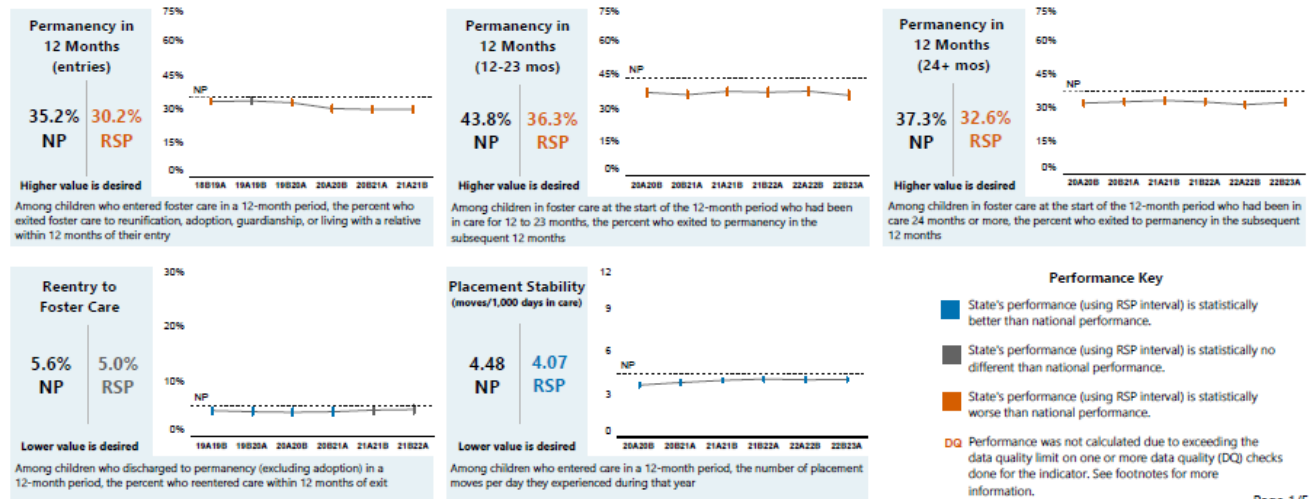 Permanency in
12 Months
(entries)
35.2%
NP
30.2%
RSP
Higher value is desired
75%
60%
45%
30%
15%
0%
NP
18B19A 19A19B 19B20A 20A20B 20B21A 21A21B
Among children who entered foster care in a 12-month period, the percent who
exited foster care to reunification, adoption, guardianship, or living with a relative
within 12 months of their entry
Permanency in
12 Months
(12-23 mos)
43.8%
NP
36.3%
RSP
Higher value is desired
75%
60%
45%
30%
15%
0%
NP
20A20B 20B21A 21A21B 21B22A 22A22B 22B23A
Among children in foster care at the start of the 12-month period who had been
in care for 12 to 23 months, the percent who exited to permanency in the
subsequent 12 months
Permanency in
12 Months
(24+ mos)
37.3%
NP
32.6%
RSP
Higher value is desired
75%
60%
45%
30%
15%
0%
NP
20A20B 20B21A 21A21B 21B22A 22A22B 22B23A
Among children in foster care at the start of the 12-month period who had been in
care 24 months or more, the percent who exited to permanency in the subsequent
12 months
Reentry to
Foster Care
5.6%
NP
5.0%
RSP
Lower value is desired
30%
20%
10%
0%
NP
19A19B 19B20A 20A20B 20B21A 21A21B 21B22A
Among children who discharged to permanency (excluding adoption) in a
12-month period, the percent who reentered care within 12 months of exit
Placement Stability
(moves/1,000 days in care)
4.48
NP
4.07
RSP
Lower value is desired
12
9
6
3
0
NP
20A20B 20B21A 21A21B 21B22A 22A22B 22B23A
Among children who entered care in a 12-month period, the number of placement
moves per day they experienced during that year
Performance Key
State's performance (using RSP interval) is statistically
better than national performance.
State's performance (using RSP interval) is statistically no
different than national performance.
State's performance (using RSP interval) is statistically
worse than national performance.
DQ Performance was not calculated due to exceeding the
data quality limit on one or more data quality (DQ) checks
done for the indicator. See footnotes for more
information.